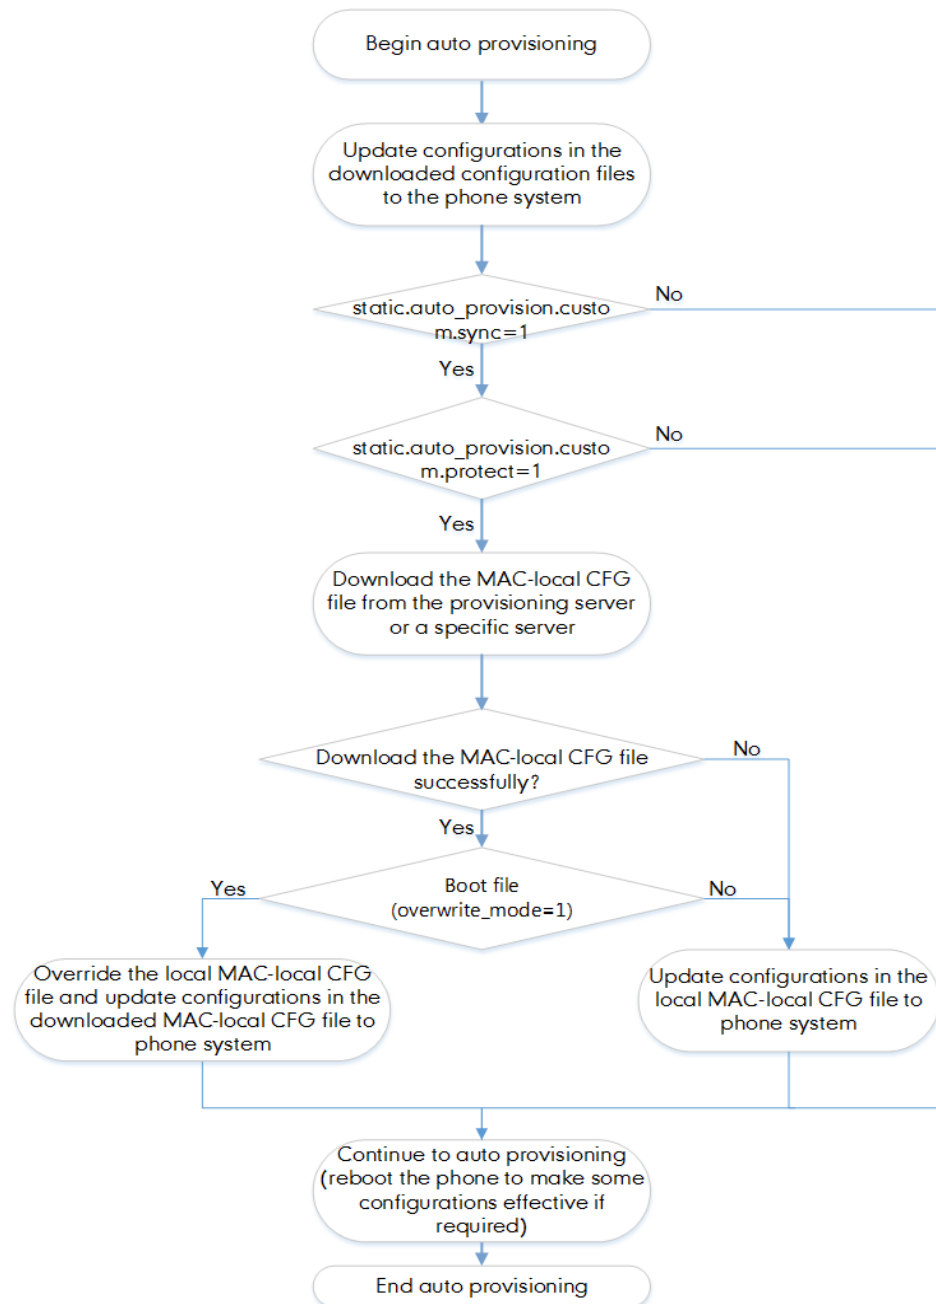 Begin auto provisioning
Update configurations in the
downloaded configuration files
to the phone system
static.auto_provision.custo
m.sync=1
No
Yes
static.auto_provision.custo
m.protect=1
No
Yes
Download the MAC-local CFG
file from the provisioning server
or a specific server
Download the MAC-local CFG file
successfully?
No
Yes
Boot file
(overwrite_mode=1)
Yes
No
Override the local MAC-local CFG
file and update configurations in the
downloaded MAC-local CFG file to
phone system
Update configurations in the
local MAC-local CFG file to
phone system
Continue to auto provisioning
(reboot the phone to make some
configurations effective if
required)
End auto provisioning